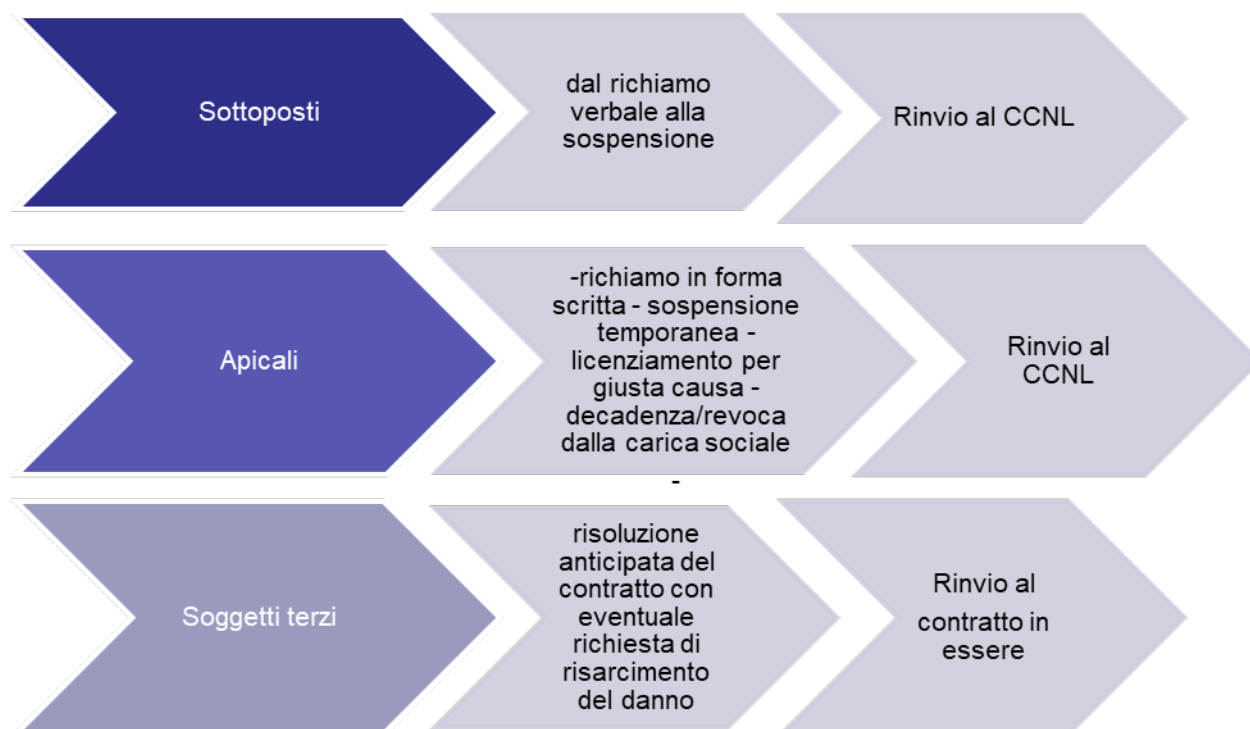 Sottoposti
dal richiamo
verbale alla
sospensione
Rinvio al CCNL
Apicali
-richiamo in forma
scritta - sospensione
temporanea -
licenziamento per
giusta causa -
decadenza/revoca
dalla carica sociale
-
Rinvio al
CCNL
Soggetti terzi
risoluzione
anticipata del
contratto con
eventuale
richiesta di
risarcimento
del danno
Rinvio al
contratto in
essere